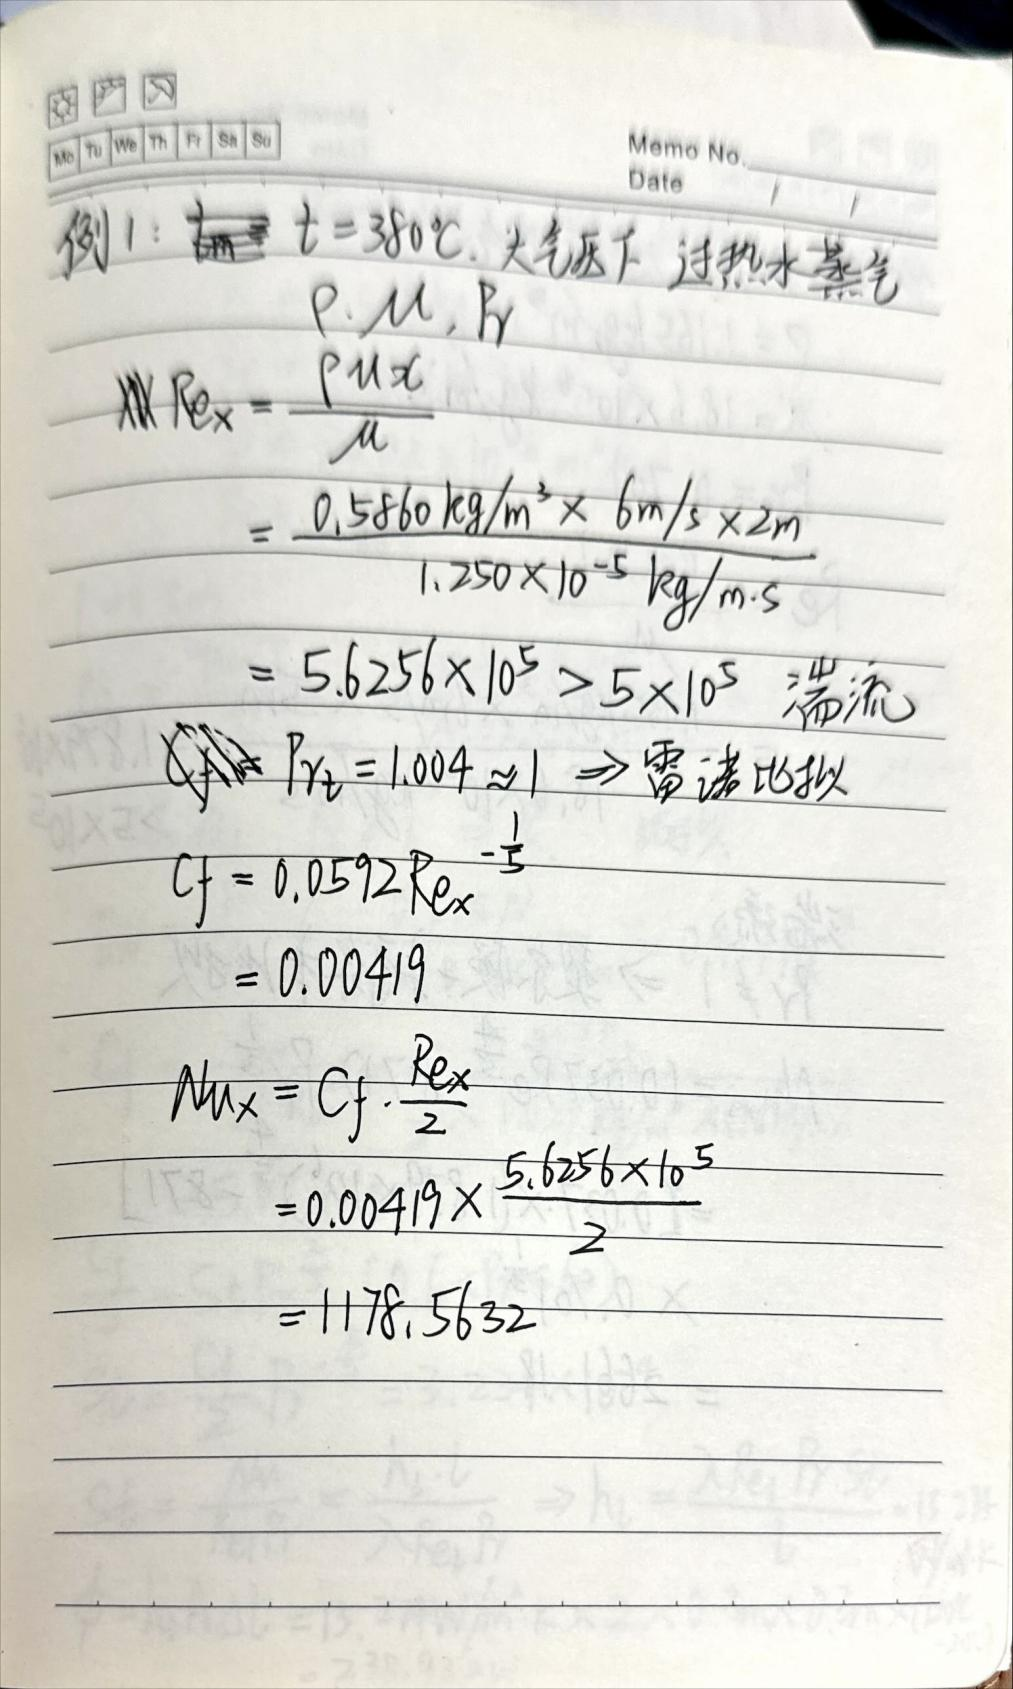 Mo Tu We Th Fr Sa Su
Memo No.
Date / /
例1: t=380℃. 大气压下 过热水蒸气
ρ. μ, Pr
Rex = ρux / μ
= 0.5860 kg/m³ × 6m/s × 2m / 1.250×10⁻⁵ kg/m·s
= 5.6256×10⁵ > 5×10⁵ 湍流
Prt = 1.004 ≈ 1 ⇒ 雷诺比拟
Cf = 0.0592 Rex^(-1/5)
= 0.00419
Nux = Cf · Rex / 2
= 0.00419 × 5.6256×10⁵ / 2
= 1178.5632